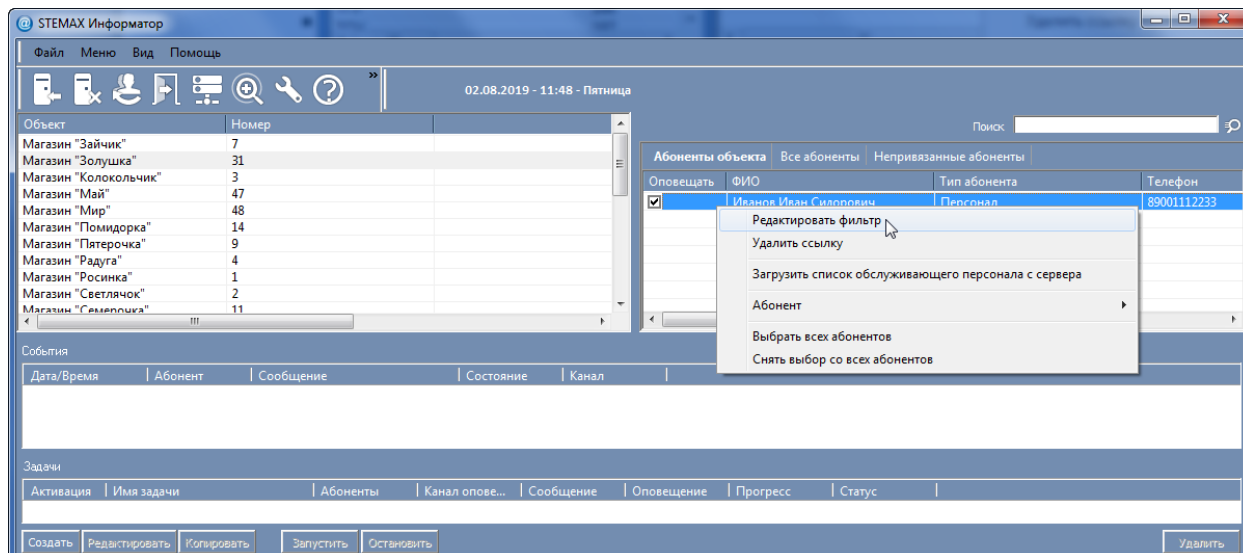 STEMAX Информатор
Файл Меню Вид Помощь
» 02.08.2019 - 11:48 - Пятница
Поиск
Объект Номер
Магазин "Зайчик" 7
Магазин "Золушка" 31
Магазин "Колокольчик" 3
Магазин "Май" 47
Магазин "Мир" 48
Магазин "Помидорка" 14
Магазин "Пятерочка" 9
Магазин "Радуга" 4
Магазин "Росинка" 1
Магазин "Светлячок" 2
Магазин "Семерочка" 11
Абоненты объекта Все абоненты Непривязанные абоненты
Оповещать ФИО Тип абонента Телефон
Иванов Иван Сидорович Персонал 89001112233
Редактировать фильтр
Удалить ссылку
Загрузить список обслуживающего персонала с сервера
Абонент
Выбрать всех абонентов
Снять выбор со всех абонентов
События
Дата/Время Абонент Сообщение Состояние Канал
Задачи
Активация Имя задачи Абоненты Канал опове... Сообщение Оповещение Прогресс Статус
Создать Редактировать Копировать Запустить Остановить Удалить